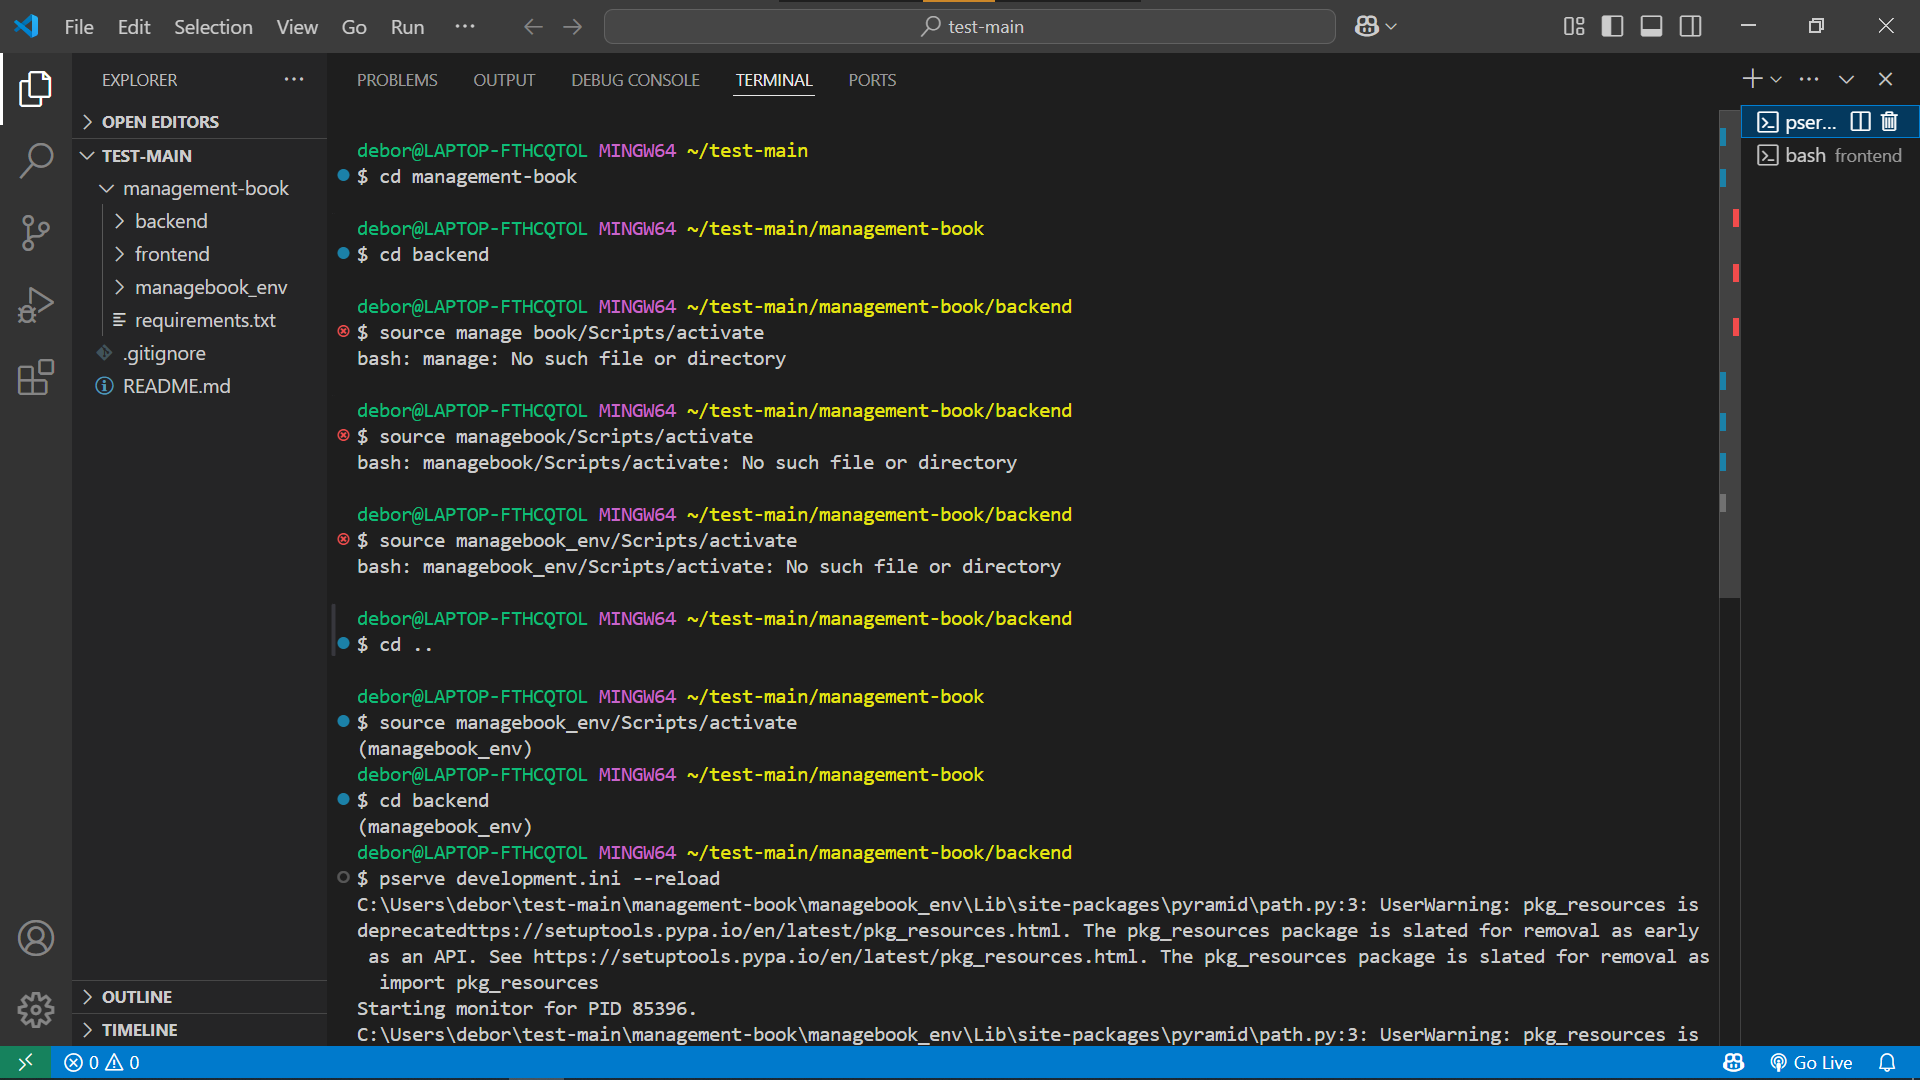 File Edit Selection View Go Run ··· test-main
EXPLORER ···
OPEN EDITORS
TEST-MAIN
management-book
backend
frontend
managebook_env
requirements.txt
.gitignore
README.md
OUTLINE
TIMELINE
PROBLEMS OUTPUT DEBUG CONSOLE TERMINAL PORTS
debor@LAPTOP-FTHCQTOL MINGW64 ~/test-main
$ cd management-book
debor@LAPTOP-FTHCQTOL MINGW64 ~/test-main/management-book
$ cd backend
debor@LAPTOP-FTHCQTOL MINGW64 ~/test-main/management-book/backend
$ source manage book/Scripts/activate
bash: manage: No such file or directory
debor@LAPTOP-FTHCQTOL MINGW64 ~/test-main/management-book/backend
$ source managebook/Scripts/activate
bash: managebook/Scripts/activate: No such file or directory
debor@LAPTOP-FTHCQTOL MINGW64 ~/test-main/management-book/backend
$ source managebook_env/Scripts/activate
bash: managebook_env/Scripts/activate: No such file or directory
debor@LAPTOP-FTHCQTOL MINGW64 ~/test-main/management-book/backend
$ cd ..
debor@LAPTOP-FTHCQTOL MINGW64 ~/test-main/management-book
$ source managebook_env/Scripts/activate
(managebook_env)
debor@LAPTOP-FTHCQTOL MINGW64 ~/test-main/management-book
$ cd backend
(managebook_env)
debor@LAPTOP-FTHCQTOL MINGW64 ~/test-main/management-book/backend
$ pserve development.ini --reload
C:\Users\debor\test-main\management-book\managebook_env\Lib\site-packages\pyramid\path.py:3: UserWarning: pkg_resources is
deprecatedttps://setuptools.pypa.io/en/latest/pkg_resources.html. The pkg_resources package is slated for removal as early
as an API. See https://setuptools.pypa.io/en/latest/pkg_resources.html. The pkg_resources package is slated for removal as
import pkg_resources
Starting monitor for PID 85396.
C:\Users\debor\test-main\management-book\managebook_env\Lib\site-packages\pyramid\path.py:3: UserWarning: pkg_resources is
pser...
bash frontend
0 0 Go Live